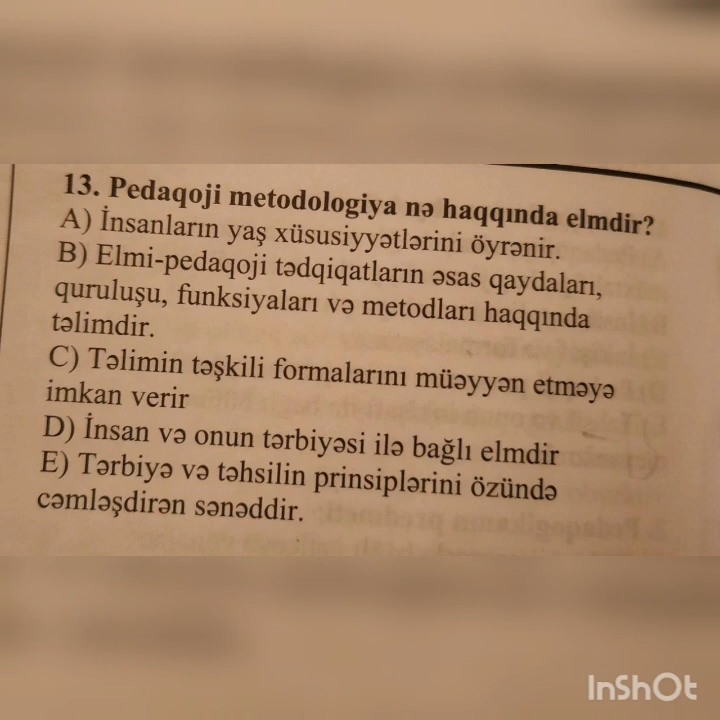 13. Pedaqoji metodologiya nə haqqında elmdir?
A) İnsanların yaş xüsusiyyətlərini öyrənir.
B) Elmi-pedaqoji tədqiqatların əsas qaydaları,
quruluşu, funksiyaları və metodları haqqında
təlimdir.
C) Təlimin təşkili formalarını müəyyən etməyə
imkan verir
D) İnsan və onun tərbiyəsi ilə bağlı elmdir
E) Tərbiyə və təhsilin prinsiplərini özündə
cəmləşdirən sənəddir.
InShOt